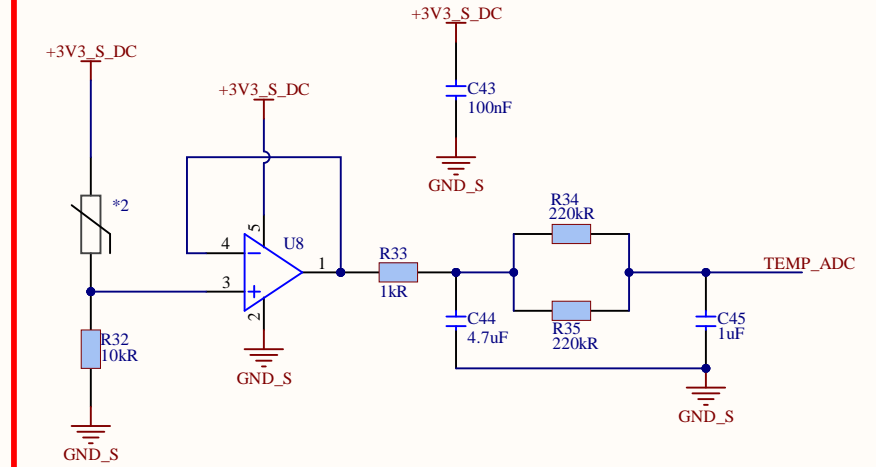 +3V3_S_DC
+3V3_S_DC
+3V3_S_DC
C43
100nF
GND_S
*2
R34
220kR
5
4
U8
3
1
2
R33
1kR
TEMP_ADC
C44
4.7uF
R35
220kR
C45
1uF
R32
10kR
GND_S
GND_S
GND_S